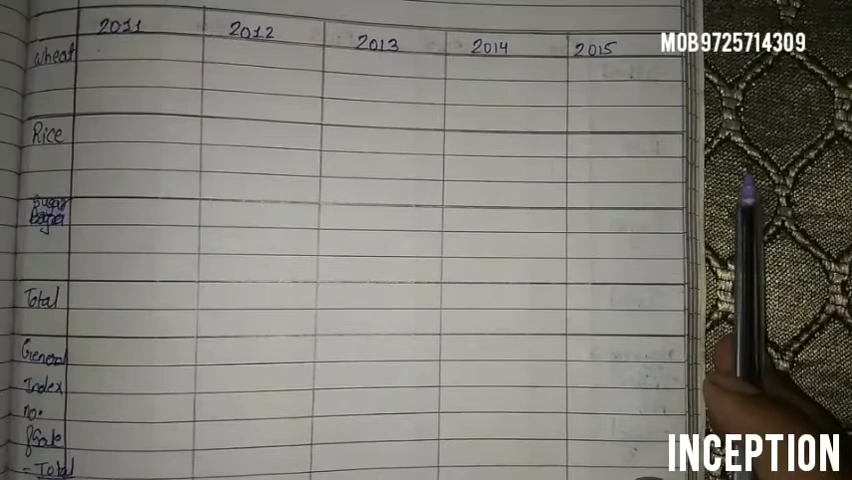 2011 2012 2013 2014 2015
MOB9725714309
Wheat
Rice
Sugar
Total
General
Index
no.
= Total
INCEPTION